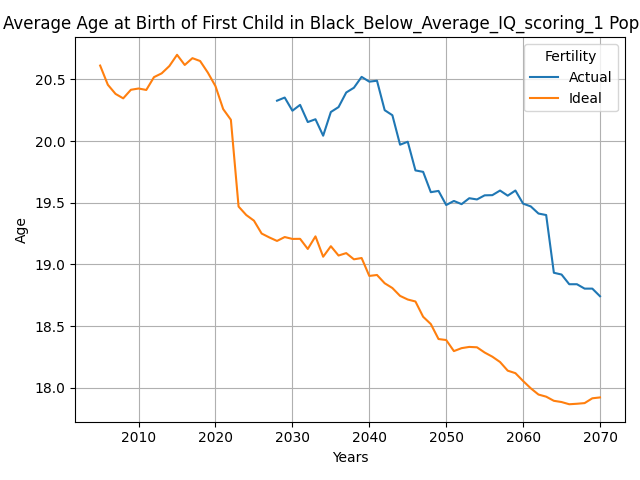 Average Age at Birth of First Child in Black_Below_Average_IQ_scoring_1 Pop
Fertility
Actual
Ideal
20.5
20.0
19.5
19.0
18.5
18.0
Age
2010 2020 2030 2040 2050 2060 2070
Years